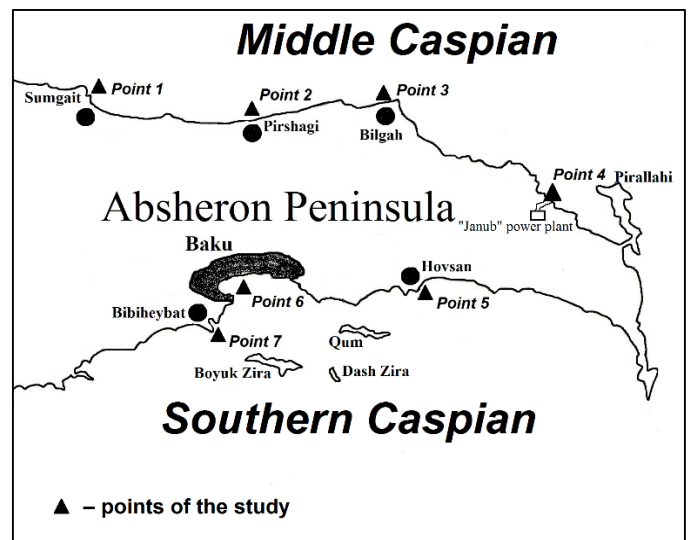 Middle Caspian
Point 1
Sumgait
Point 2
Pirshagi
Point 3
Bilgah
Point 4
Pirallahi
Absheron Peninsula
"Janub" power plant
Baku
Hovsan
Point 6
Point 5
Bibiheybat
Point 7
Qum
Boyuk Zira
Dash Zira
Southern Caspian
– points of the study